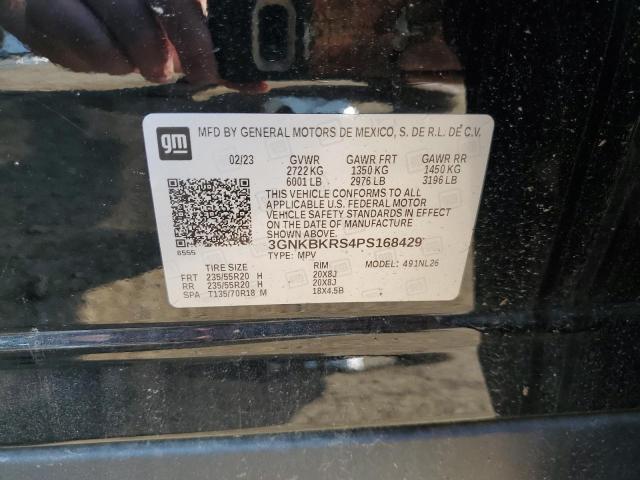 gm
MFD BY GENERAL MOTORS DE MEXICO, S. DE R.L. DE C.V.
02/23 GVWR GAWR FRT GAWR RR
2722 KG 1350 KG 1450 KG
6001 LB 2976 LB 3196 LB
THIS VEHICLE CONFORMS TO ALL
APPLICABLE U.S. FEDERAL MOTOR
VEHICLE SAFETY STANDARDS IN EFFECT
ON THE DATE OF MANUFACTURE
3GNKBKRS4PS168429
8555 TYPE: MPV
TIRE SIZE RIM MODEL: 491NL26
FRT 235/55R20 H 20X8J
RR 235/55R20 H 20X8J
SPA T135/70R18 M 18X4.5B